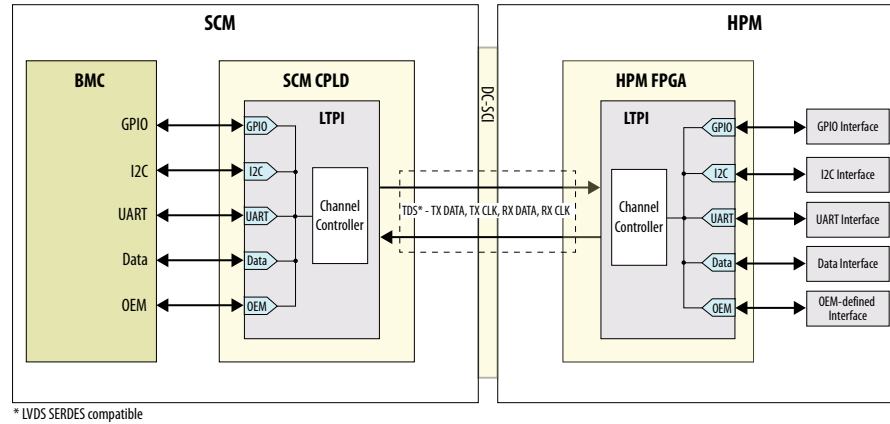 SCM
HPM
BMC
SCM CPLD
DC-SCI
HPM FPGA
LTPI
LTPI
GPIO
GPIO
GPIO
GPIO Interface
I2C
I2C
I2C
I2C Interface
Channel
Controller
TDS* - TX DATA, TX CLK, RX DATA, RX CLK
Channel
Controller
UART
UART
UART
UART Interface
Data
Data
Data
Data Interface
OEM
OEM
OEM
OEM-defined
Interface
* LVDS SERDES compatible